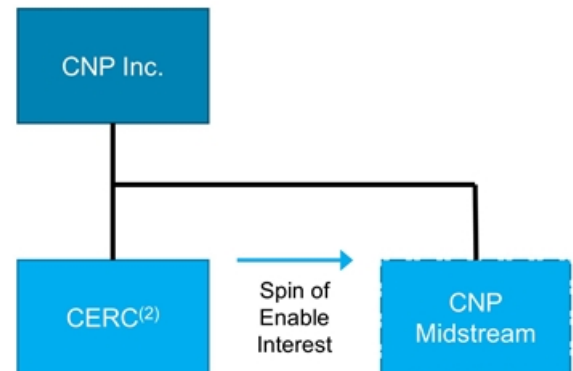 CNP Inc.
CERC(2)
Spin of
Enable
Interest
CNP
Midstream